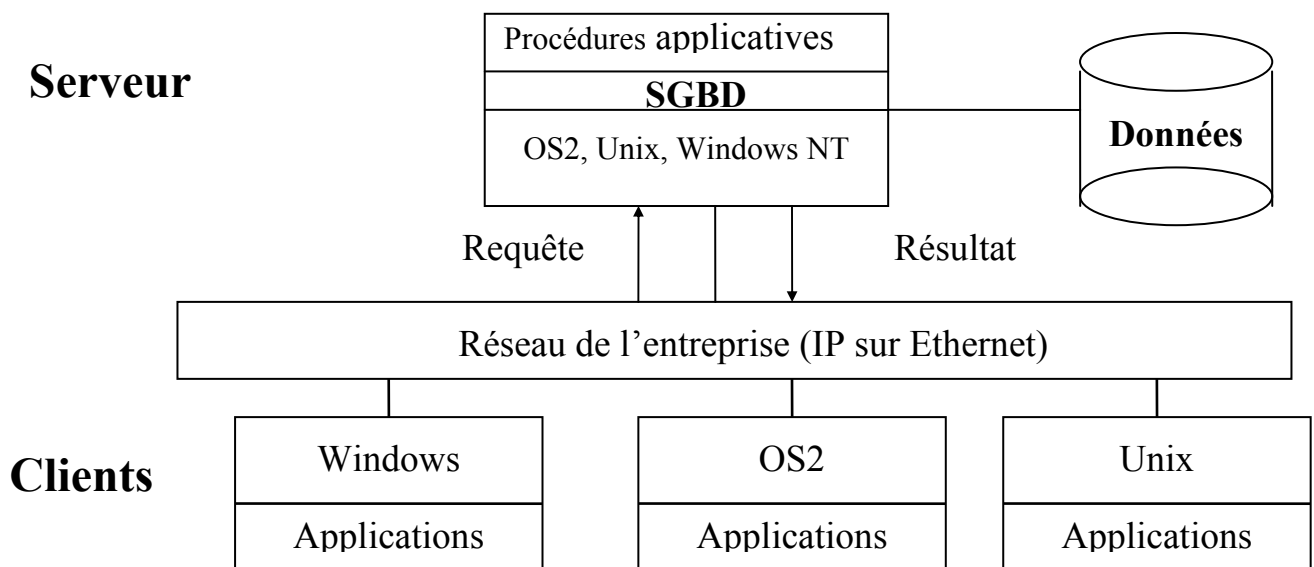 Procédures applicatives
Serveur
SGBD
Données
OS2, Unix, Windows NT
Requête
Résultat
Réseau de l’entreprise (IP sur Ethernet)
Clients
Windows
OS2
Unix
Applications
Applications
Applications